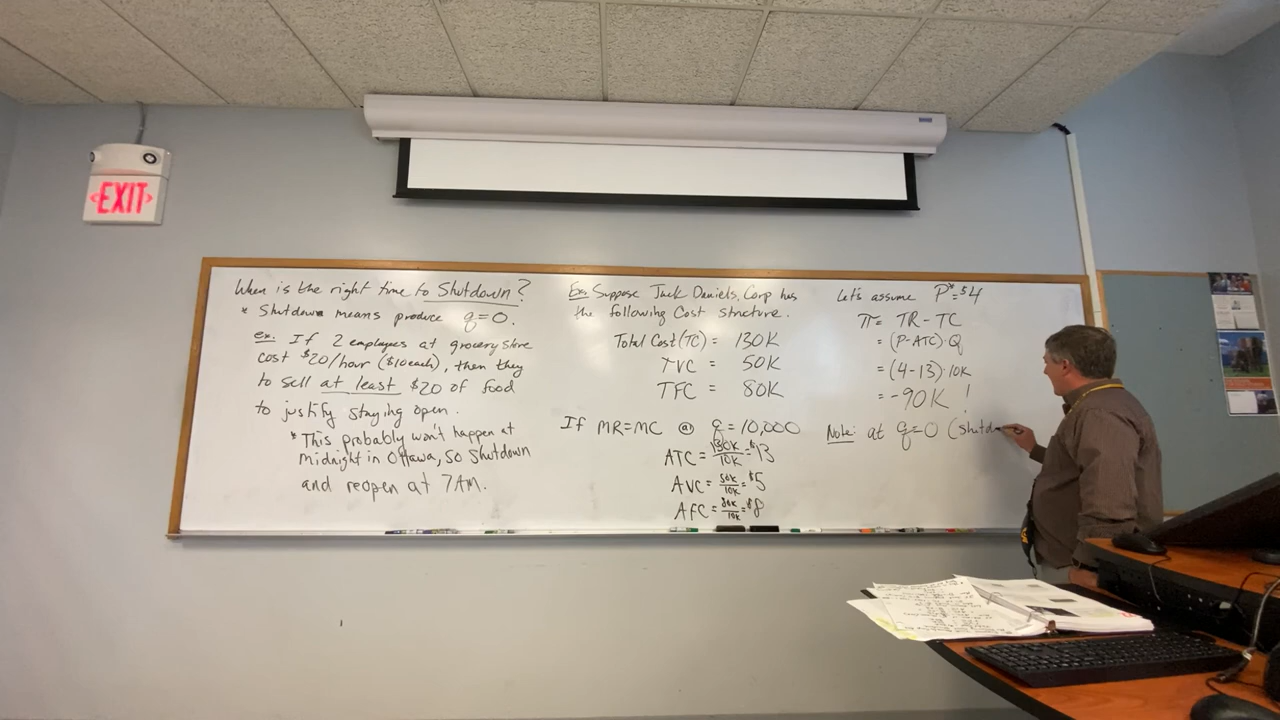 EXIT
When is the right time to Shutdown?
* Shutdown means produce q=0.
ex. If 2 employees at grocery store
cost $20/hour ($10 each), then they
to sell at least $20 of food
to justify staying open.
* This probably won't happen at
midnight in Ottawa, so shutdown
and reopen at 7AM.
Ex: Suppose Jack Daniels, Corp has
the following Cost structure.
Total Cost (TC) = 130K
TVC = 50K
TFC = 80K
If MR=MC @ q = 10,000
ATC = 130K/10K = $13
AVC = 50K/10K = $5
AFC = 80K/10K = $8
Let's assume P*=$4
π = TR - TC
= (P-ATC)·Q
= (4-13)·10K
= -90K !
Note: at q=0 (shutd